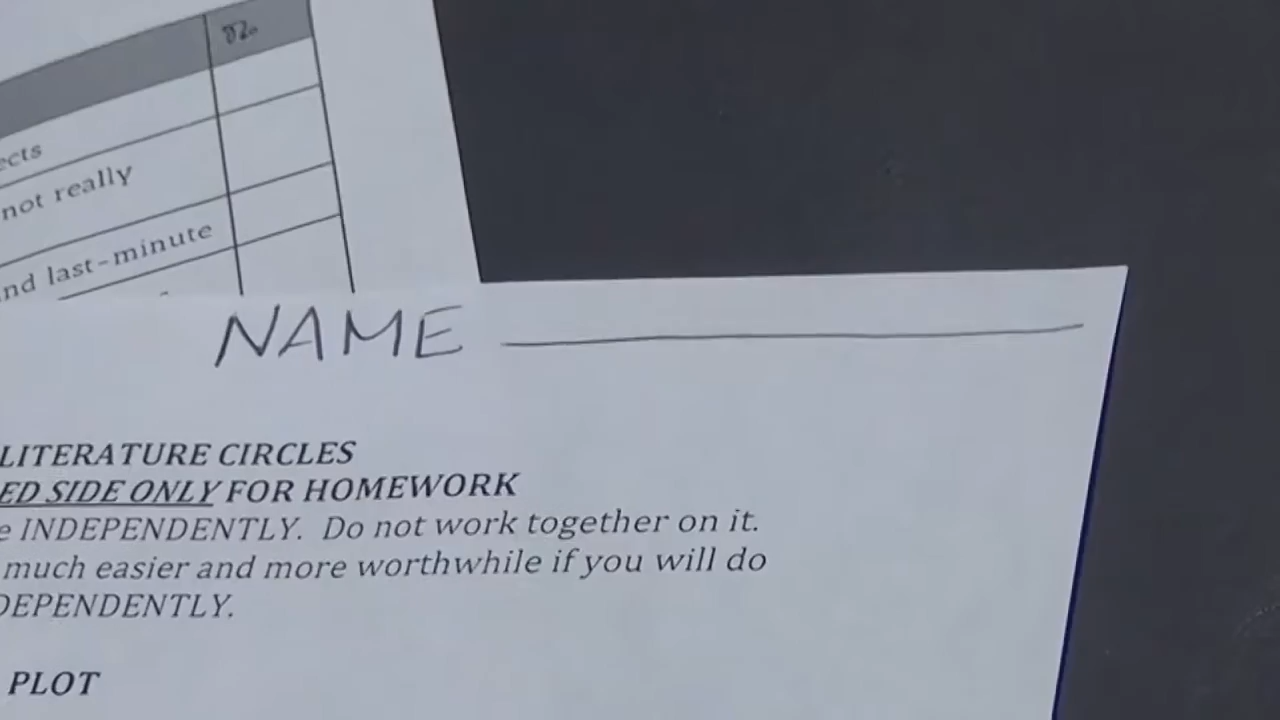 ects
not really
nd last-minute
NAME
LITERATURE CIRCLES
ED SIDE ONLY FOR HOMEWORK
e INDEPENDENTLY. Do not work together on it.
much easier and more worthwhile if you will do
DEPENDENTLY.
PLOT